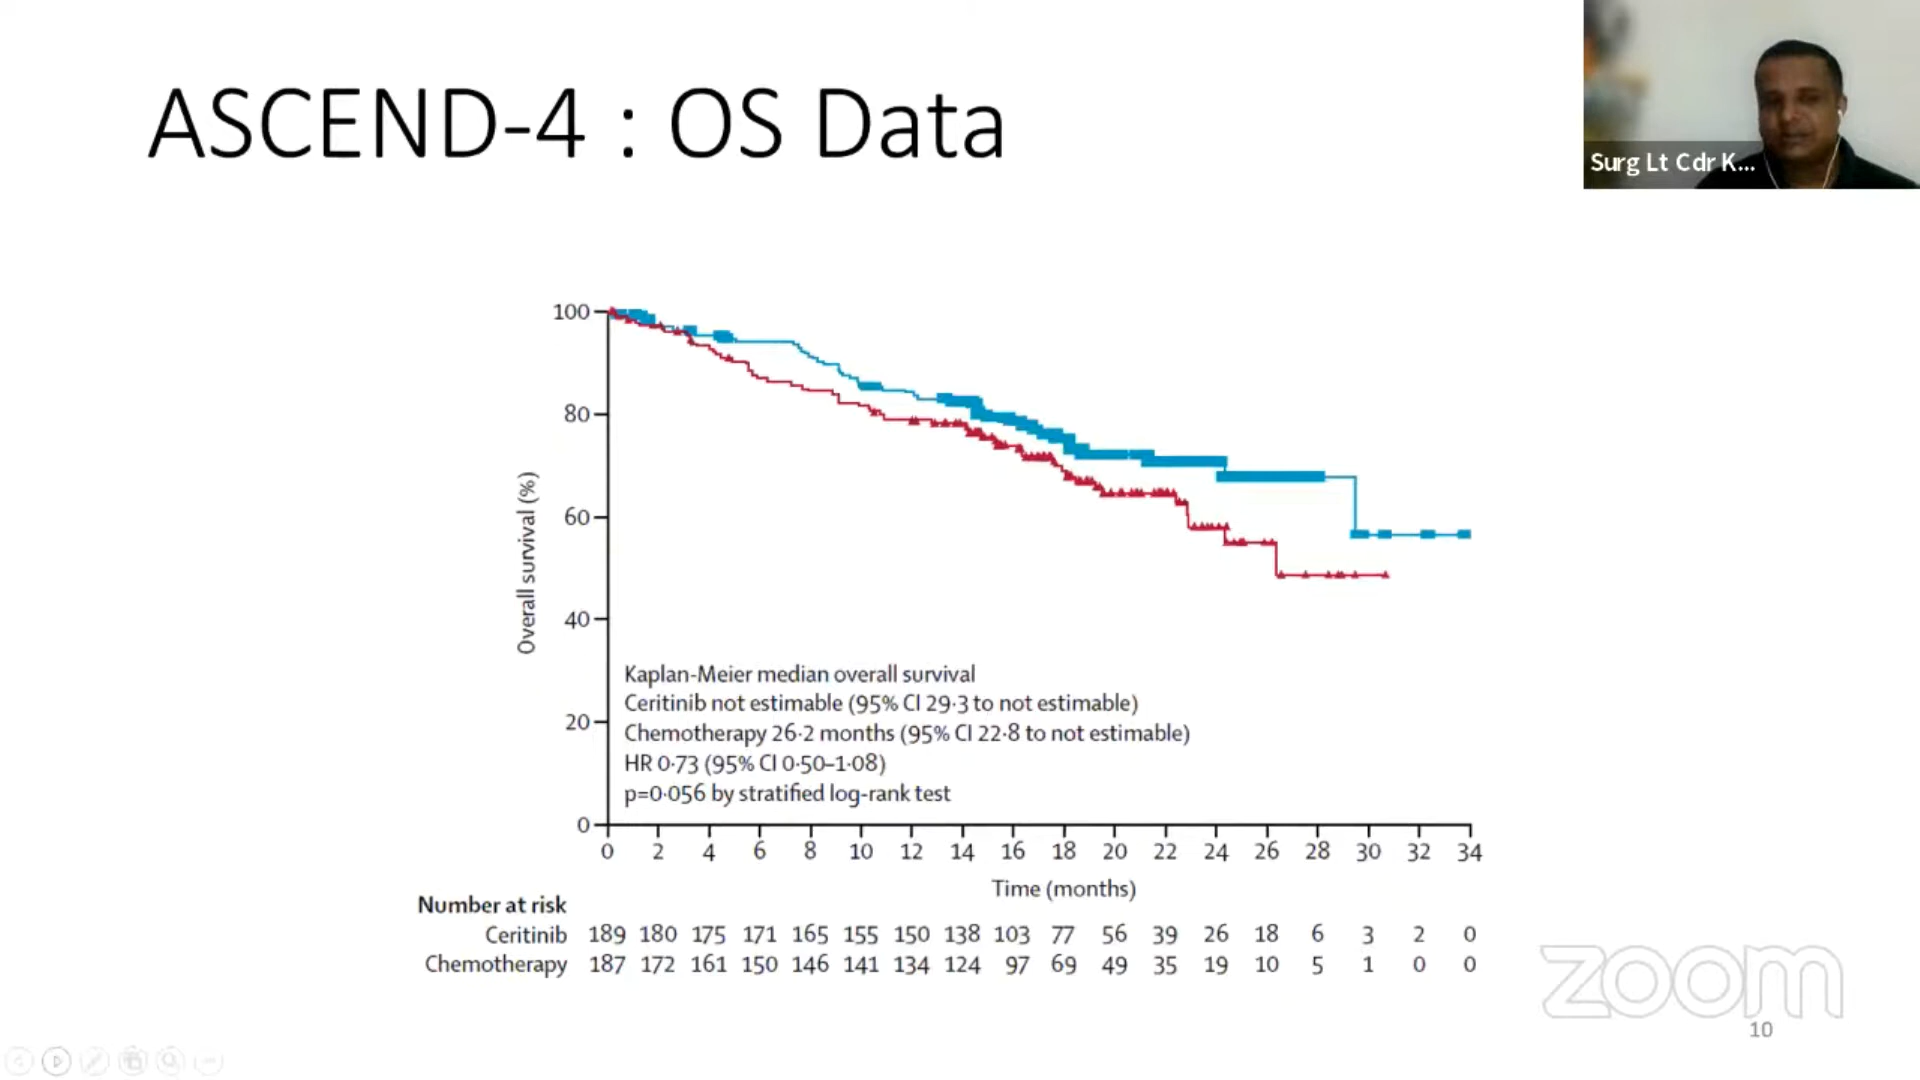 ASCEND-4 : OS Data
Surg Lt Cdr K...
100
80
60
40
20
0
Overall survival (%)
Kaplan-Meier median overall survival
Ceritinib not estimable (95% CI 29·3 to not estimable)
Chemotherapy 26·2 months (95% CI 22·8 to not estimable)
HR 0·73 (95% CI 0·50–1·08)
p=0·056 by stratified log-rank test
0 2 4 6 8 10 12 14 16 18 20 22 24 26 28 30 32 34
Time (months)
Number at risk
Ceritinib 189 180 175 171 165 155 150 138 103 77 56 39 26 18 6 3 2 0
Chemotherapy 187 172 161 150 146 141 134 124 97 69 49 35 19 10 5 1 0 0
zoom
10